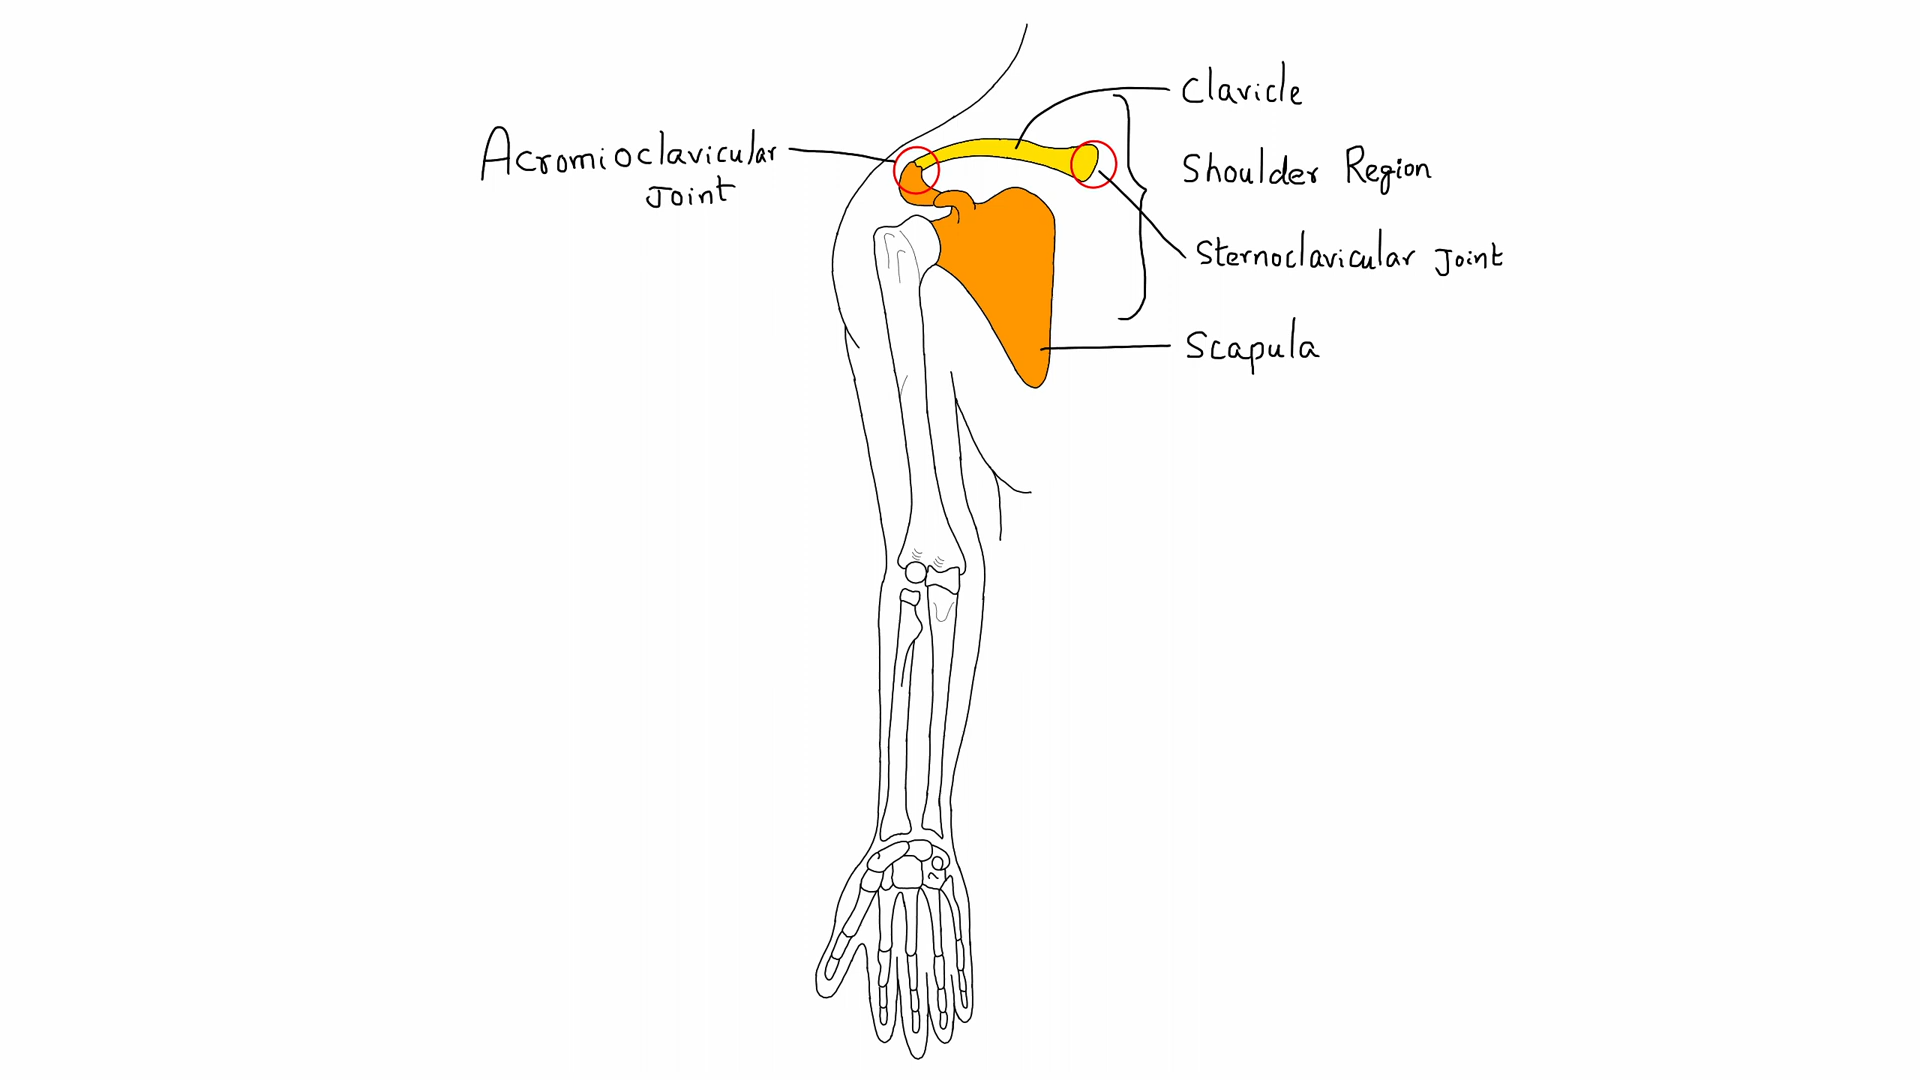 Clavicle
Acromioclavicular
Joint
Shoulder Region
Sternoclavicular Joint
Scapula